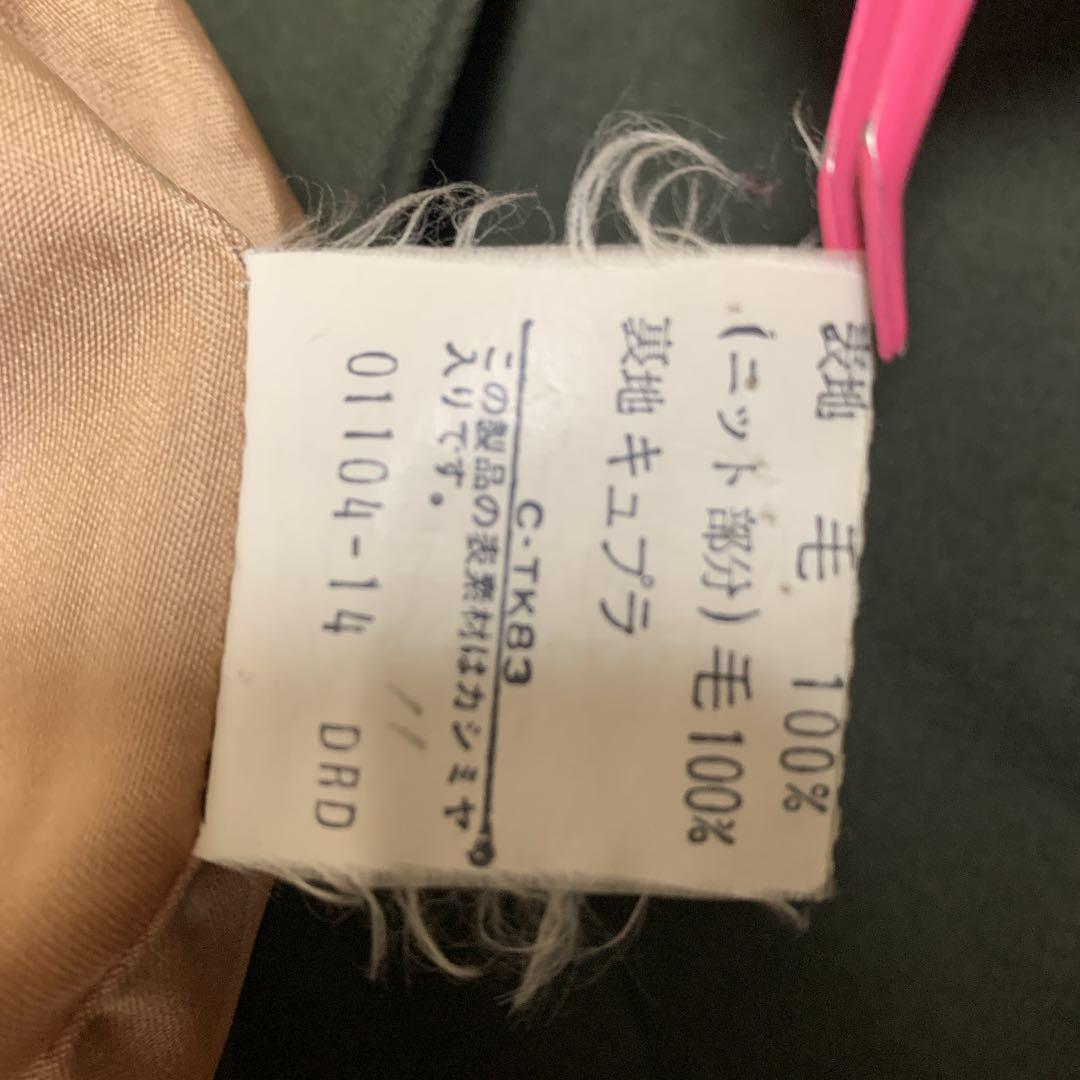 表地 毛 100%
(ニット部分)毛100%
裏地 キュプラ
C-TK83
この製品の表素材はカシミヤ
入りです。
01104-14 DRD